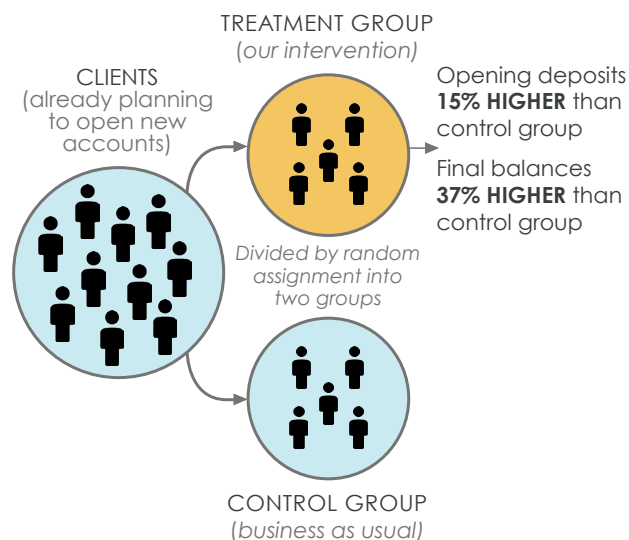 TREATMENT GROUP
(our intervention)
CLIENTS
(already planning
to open new
accounts)
Opening deposits
15% HIGHER than
control group
Final balances
37% HIGHER than
control group
Divided by random
assignment into
two groups
CONTROL GROUP
(business as usual)